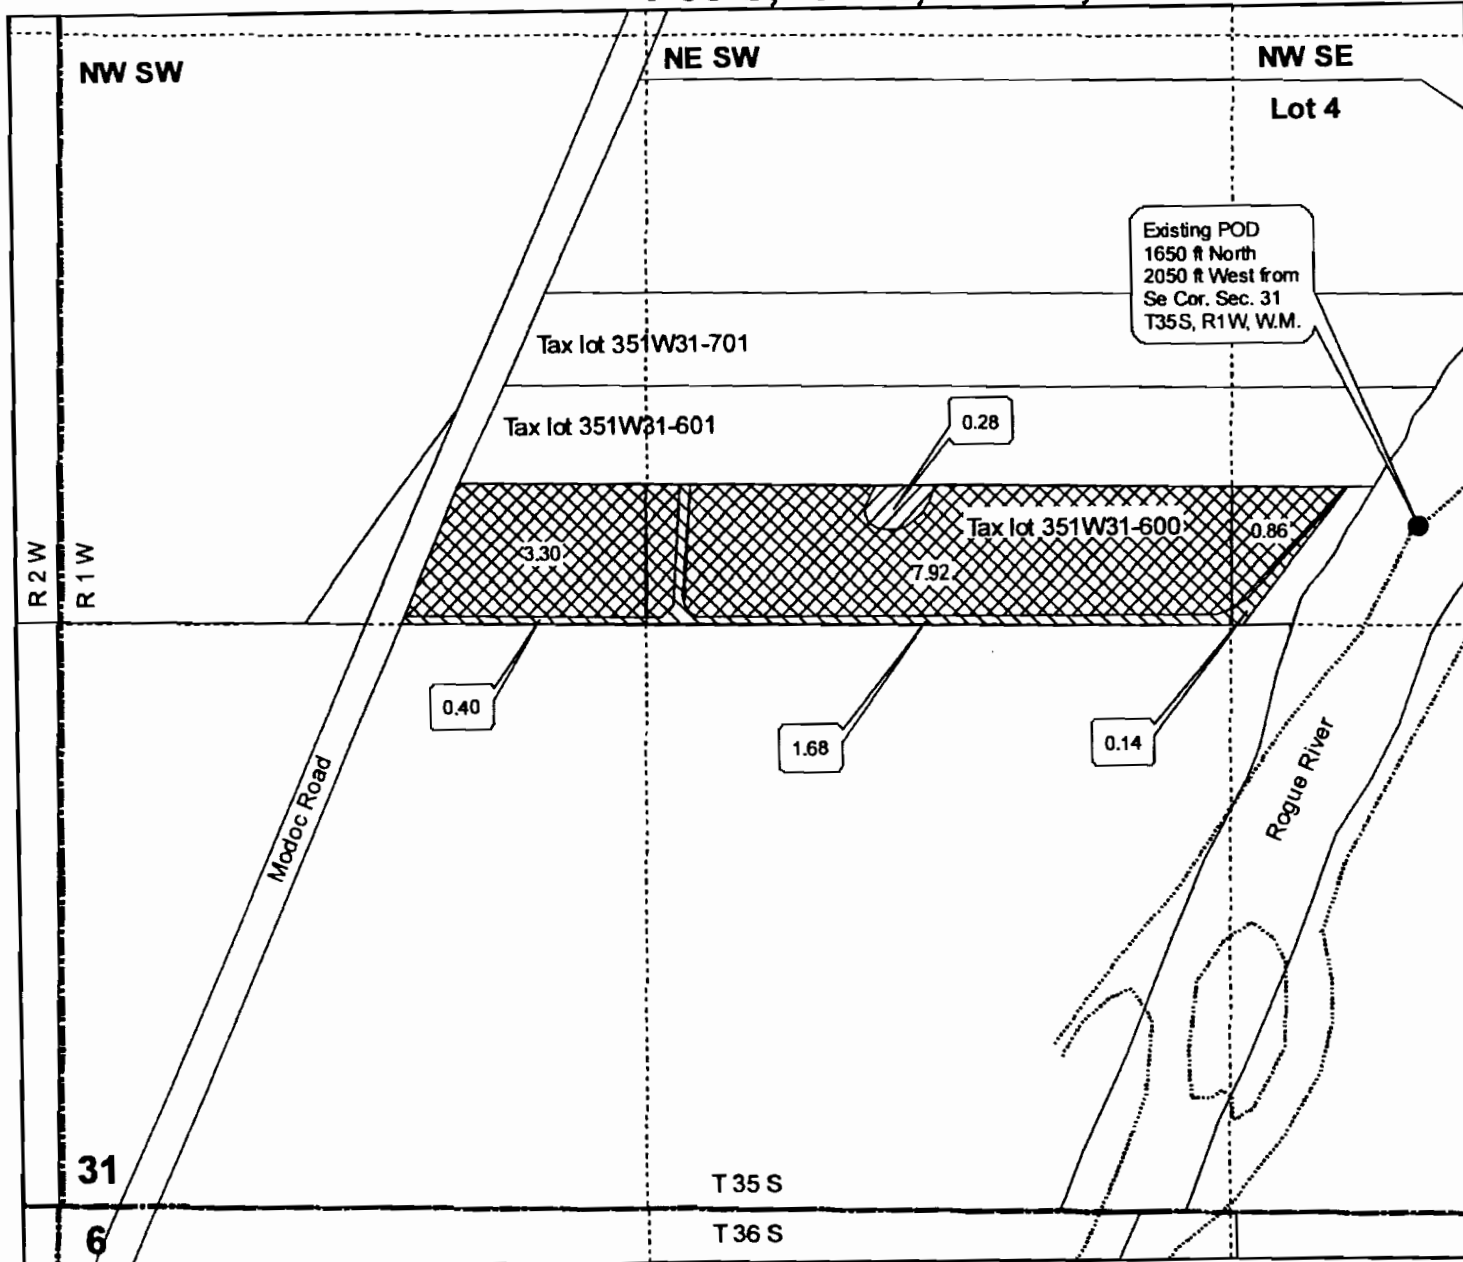 NW SW
NE SW
NW SE
Lot 4
Existing POD
1650 ft North
2050 ft West from
Se Cor. Sec. 31
T35S, R1W, W.M.
Tax lot 351W31-701
Tax lot 351W31-601
0.28
Tax lot 351W31-600
0.86
3.30
7.92
R 2 W
R 1 W
0.40
1.68
0.14
Modoc Road
Rogue River
31
T 35 S
6
T 36 S